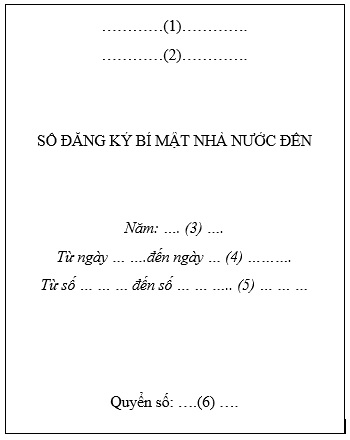 …………(1)………….
…………(2)………….
SỔ ĐĂNG KÝ BÍ MẬT NHÀ NƯỚC ĐẾN
Năm: …. (3) ….
Từ ngày … ….đến ngày … (4) ……….
Từ số … … … đến số … … ….. (5) … … …
Quyển số: ….(6) ….